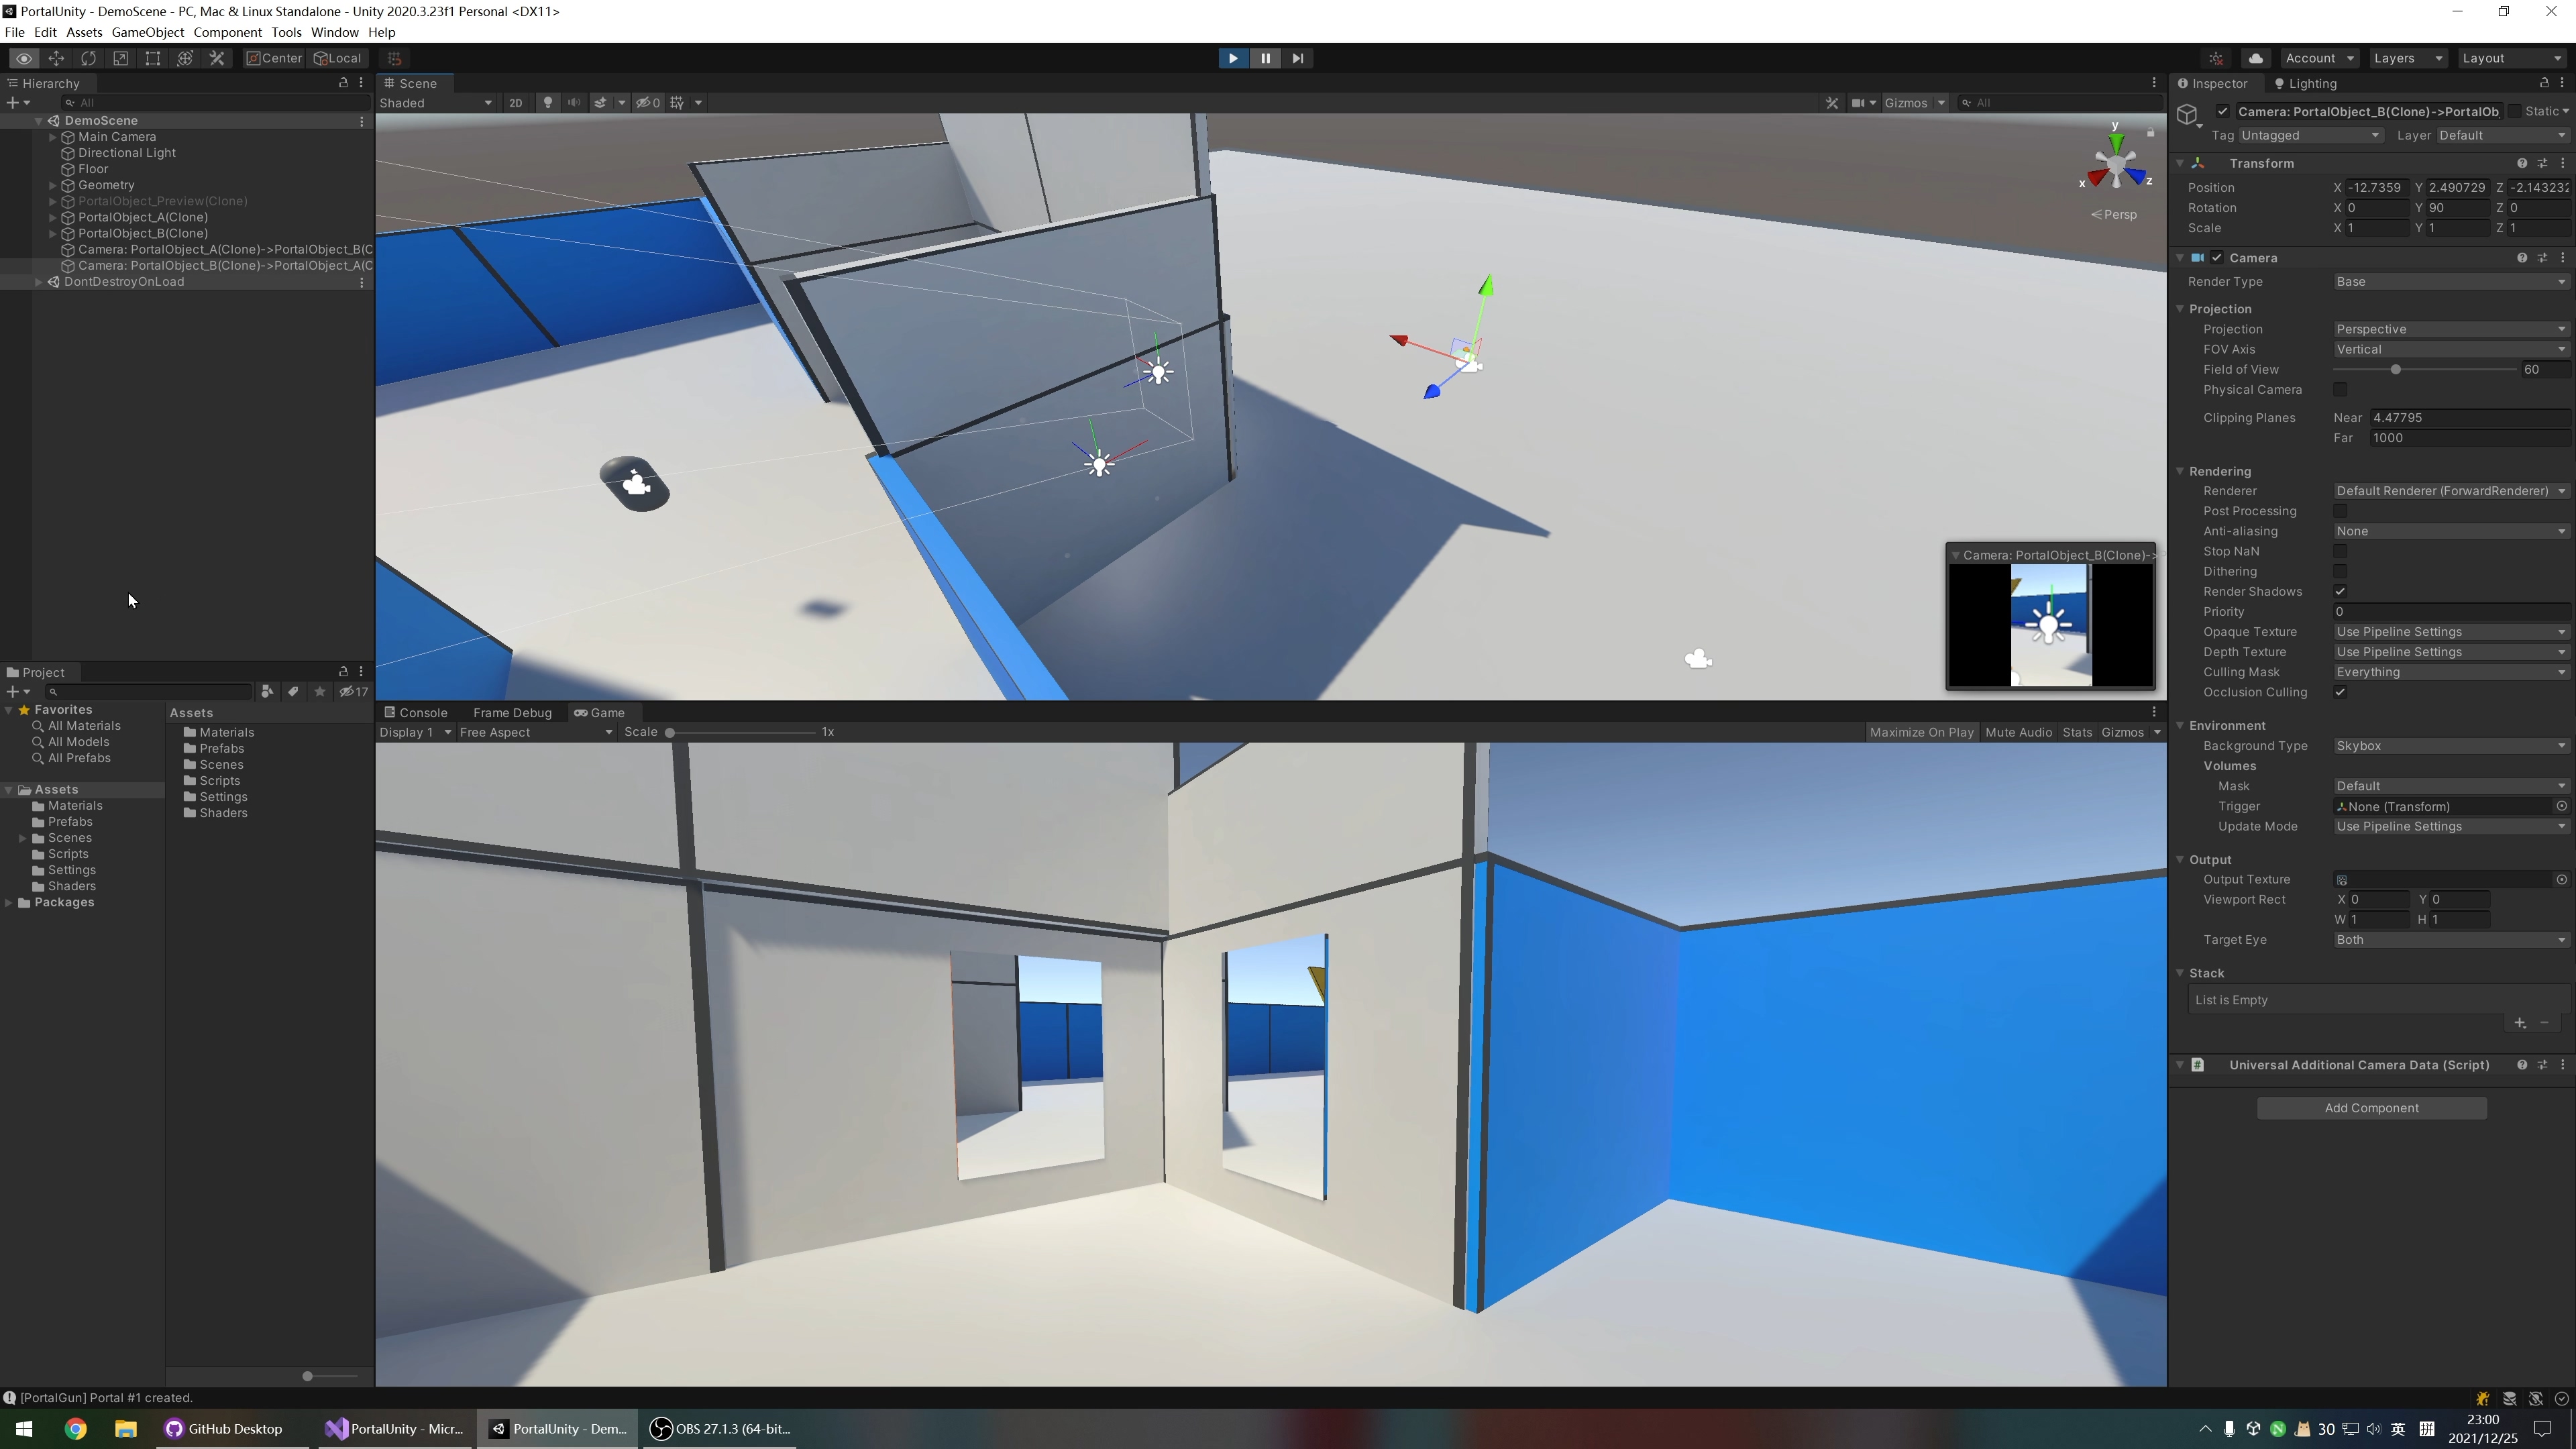 PortalUnity - DemoScene - PC, Mac & Linux Standalone - Unity 2020.3.23f1 Personal <DX11>
File Edit Assets GameObject Component Tools Window Help
Center Local Account Layers Layout
Hierarchy
All
DemoScene
Main Camera
Directional Light
Floor
Geometry
PortalObject_Preview(Clone)
PortalObject_A(Clone)
PortalObject_B(Clone)
Camera: PortalObject_A(Clone)->PortalObject_B(C
Camera: PortalObject_B(Clone)->PortalObject_A(C
DontDestroyOnLoad
Scene
Shaded 2D 0 Gizmos All
y
x z
Persp
Camera: PortalObject_B(Clone)->
Project
17
Favorites
All Materials
All Models
All Prefabs
Assets
Materials
Prefabs
Scenes
Scripts
Settings
Shaders
Packages
Assets
Materials
Prefabs
Scenes
Scripts
Settings
Shaders
Console Frame Debug Game
Display 1 Free Aspect Scale 1x Maximize On Play Mute Audio Stats Gizmos
Inspector Lighting
Camera: PortalObject_B(Clone)->PortalOb Static
Tag Untagged Layer Default
Transform
Position X -12.7359 Y 2.490729 Z -2.143232
Rotation X 0 Y 90 Z 0
Scale X 1 Y 1 Z 1
Camera
Render Type Base
Projection
Projection Perspective
FOV Axis Vertical
Field of View 60
Physical Camera
Clipping Planes Near 4.47795
Far 1000
Rendering
Renderer Default Renderer (ForwardRenderer)
Post Processing
Anti-aliasing None
Stop NaN
Dithering
Render Shadows
Priority 0
Opaque Texture Use Pipeline Settings
Depth Texture Use Pipeline Settings
Culling Mask Everything
Occlusion Culling
Environment
Background Type Skybox
Volumes
Mask Default
Trigger None (Transform)
Update Mode Use Pipeline Settings
Output
Output Texture
Viewport Rect X 0 Y 0
W 1 H 1
Target Eye Both
Stack
List is Empty
Universal Additional Camera Data (Script)
Add Component
[PortalGun] Portal #1 created.
GitHub Desktop PortalUnity - Micr... PortalUnity - Dem... OBS 27.1.3 (64-bit... 30 英 拼 23:00
2021/12/25